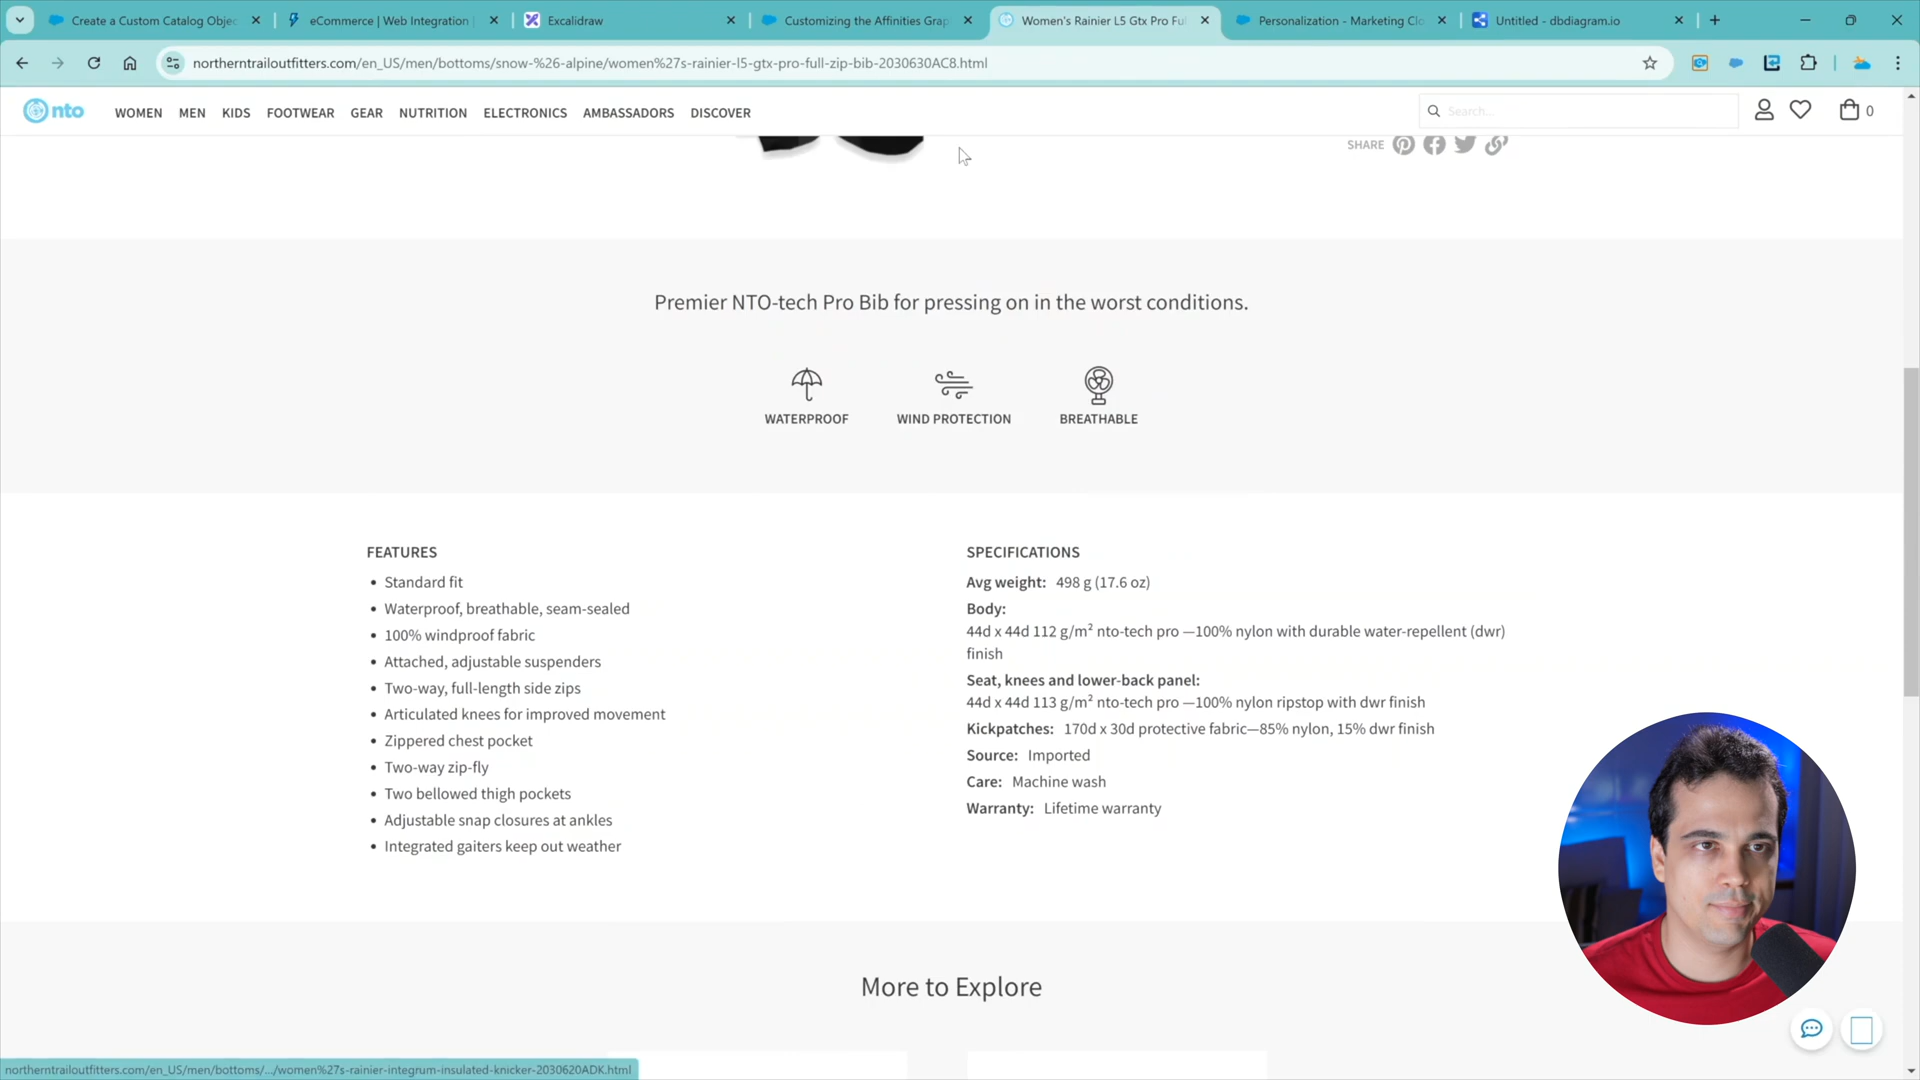 Create a Custom Catalog Objec
eCommerce | Web Integration
Excalidraw
Customizing the Affinities Grap
Women's Rainier L5 Gtx Pro Ful
Personalization - Marketing Clo
Untitled - dbdiagram.io
northerntrailoutfitters.com/en_US/men/bottoms/snow-%26-alpine/women%27s-rainier-l5-gtx-pro-full-zip-bib-2030630AC8.html
nto
WOMEN
MEN
KIDS
FOOTWEAR
GEAR
NUTRITION
ELECTRONICS
AMBASSADORS
DISCOVER
Search...
0
SHARE
Premier NTO-tech Pro Bib for pressing on in the worst conditions.
WATERPROOF
WIND PROTECTION
BREATHABLE
FEATURES
• Standard fit
• Waterproof, breathable, seam-sealed
• 100% windproof fabric
• Attached, adjustable suspenders
• Two-way, full-length side zips
• Articulated knees for improved movement
• Zippered chest pocket
• Two-way zip-fly
• Two bellowed thigh pockets
• Adjustable snap closures at ankles
• Integrated gaiters keep out weather
SPECIFICATIONS
Avg weight: 498 g (17.6 oz)
Body:
44d x 44d 112 g/m² nto-tech pro —100% nylon with durable water-repellent (dwr)
finish
Seat, knees and lower-back panel:
44d x 44d 113 g/m² nto-tech pro —100% nylon ripstop with dwr finish
Kickpatches: 170d x 30d protective fabric—85% nylon, 15% dwr finish
Source: Imported
Care: Machine wash
Warranty: Lifetime warranty
More to Explore
northerntrailoutfitters.com/en_US/men/bottoms/.../women%27s-rainier-integrum-insulated-knicker-2030620ADK.html